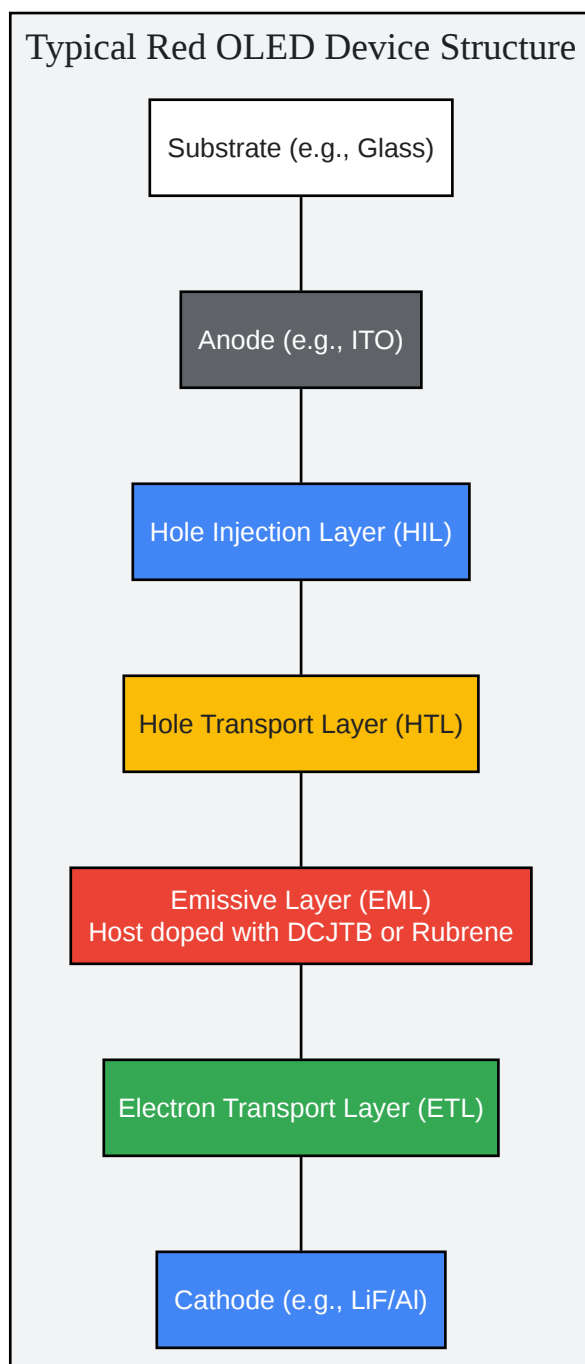 Typical Red OLED Device Structure
Substrate (e.g., Glass)
Anode (e.g., ITO)
Hole Injection Layer (HIL)
Hole Transport Layer (HTL)
Emissive Layer (EML)
Host doped with DCJTB or Rubrene
Electron Transport Layer (ETL)
Cathode (e.g., LiF/Al)